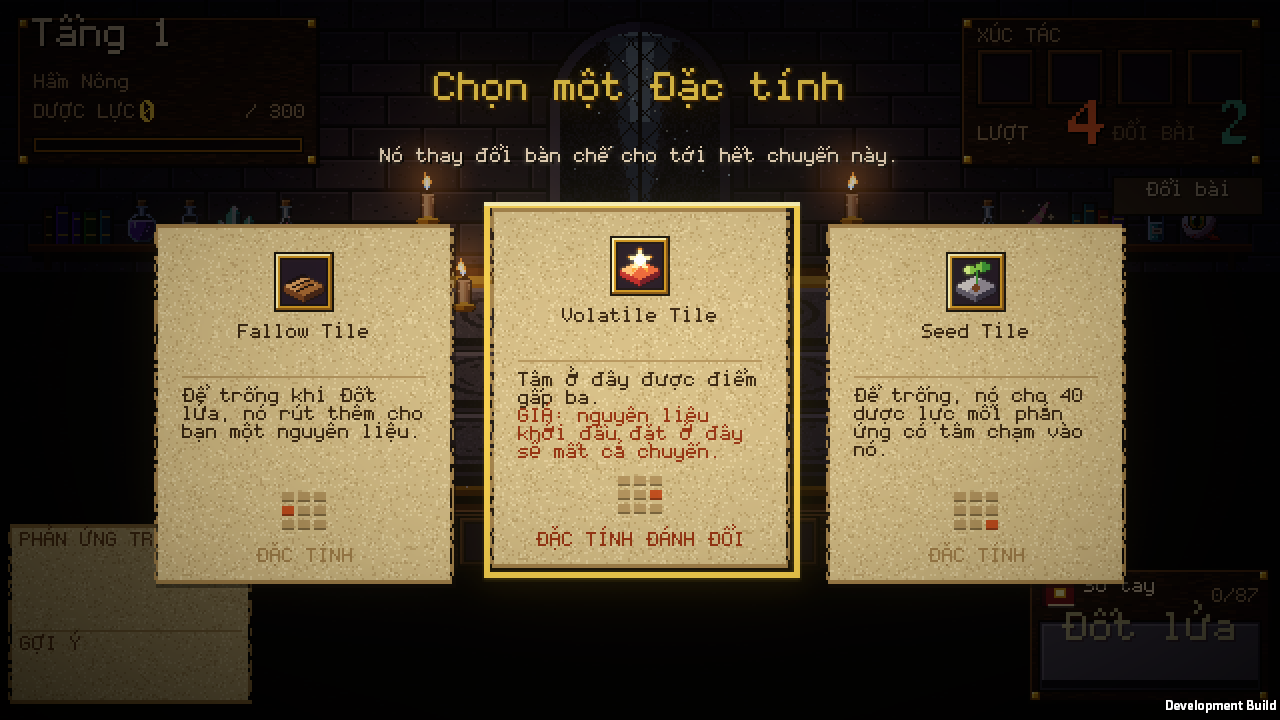 Tầng 1
Hầm Nông
DƯỢC LỰC 0 / 300
XÚC TÁC
LƯỢT 4 ĐỔI BÀI 2
Đổi bài
Chọn một Đặc tính
Nó thay đổi bàn chế cho tới hết chuyến này.
Fallow Tile
Để trống khi Đốt
lửa, nó rút thêm cho
bạn một nguyên liệu.
ĐẶC TÍNH
Volatile Tile
Tâm ở đây được điểm
gấp ba.
GIÁ: nguyên liệu
khởi đầu đặt ở đây
sẽ mất cả chuyến.
ĐẶC TÍNH ĐÁNH ĐỔI
Seed Tile
Để trống, nó cho 40
dược lực mỗi phản
ứng có tâm chạm vào
nó.
ĐẶC TÍNH
PHẢN ỨNG TR
GỢI Ý
Sổ tay
0/87
Đốt lửa
Development Build